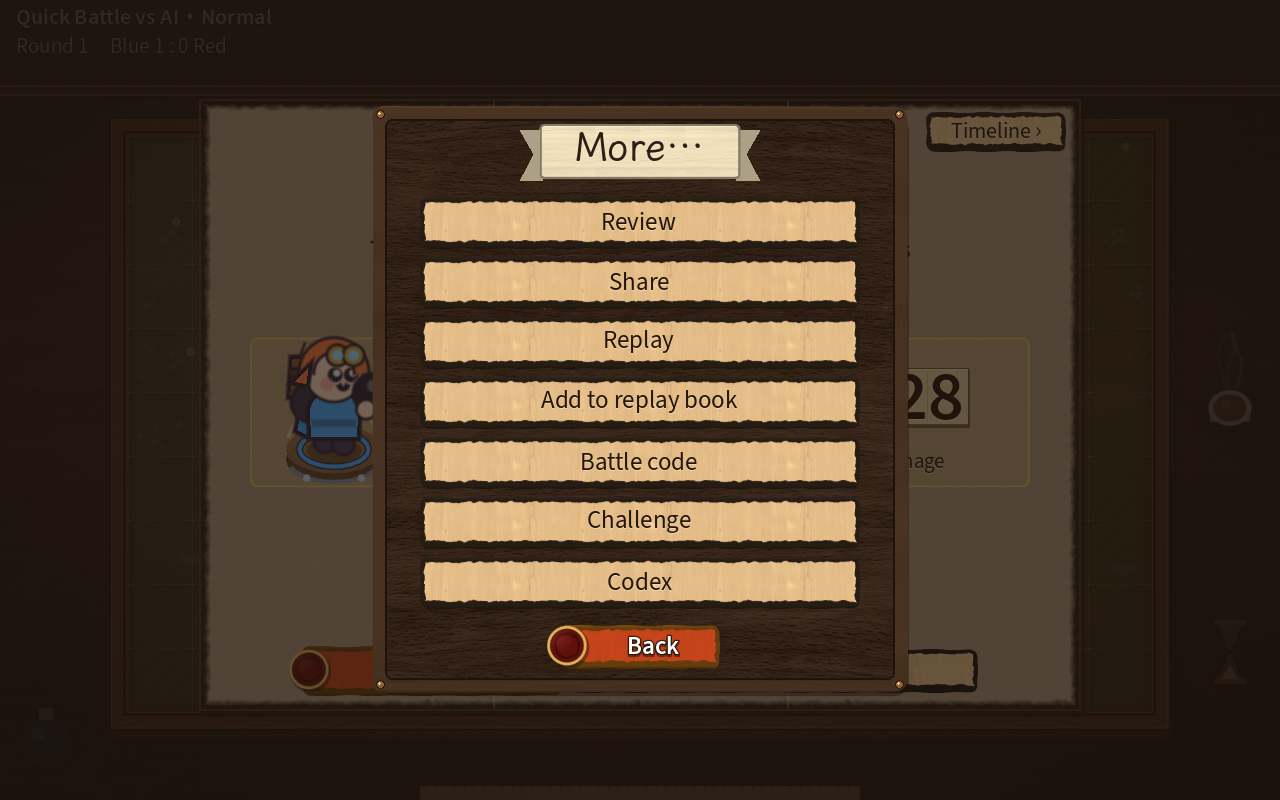 Quick Battle vs AI • Normal
Round 1 Blue 1 : 0 Red
Timeline ›
More…
Review
Share
Replay
Add to replay book
28
Battle code
Challenge
Codex
Back